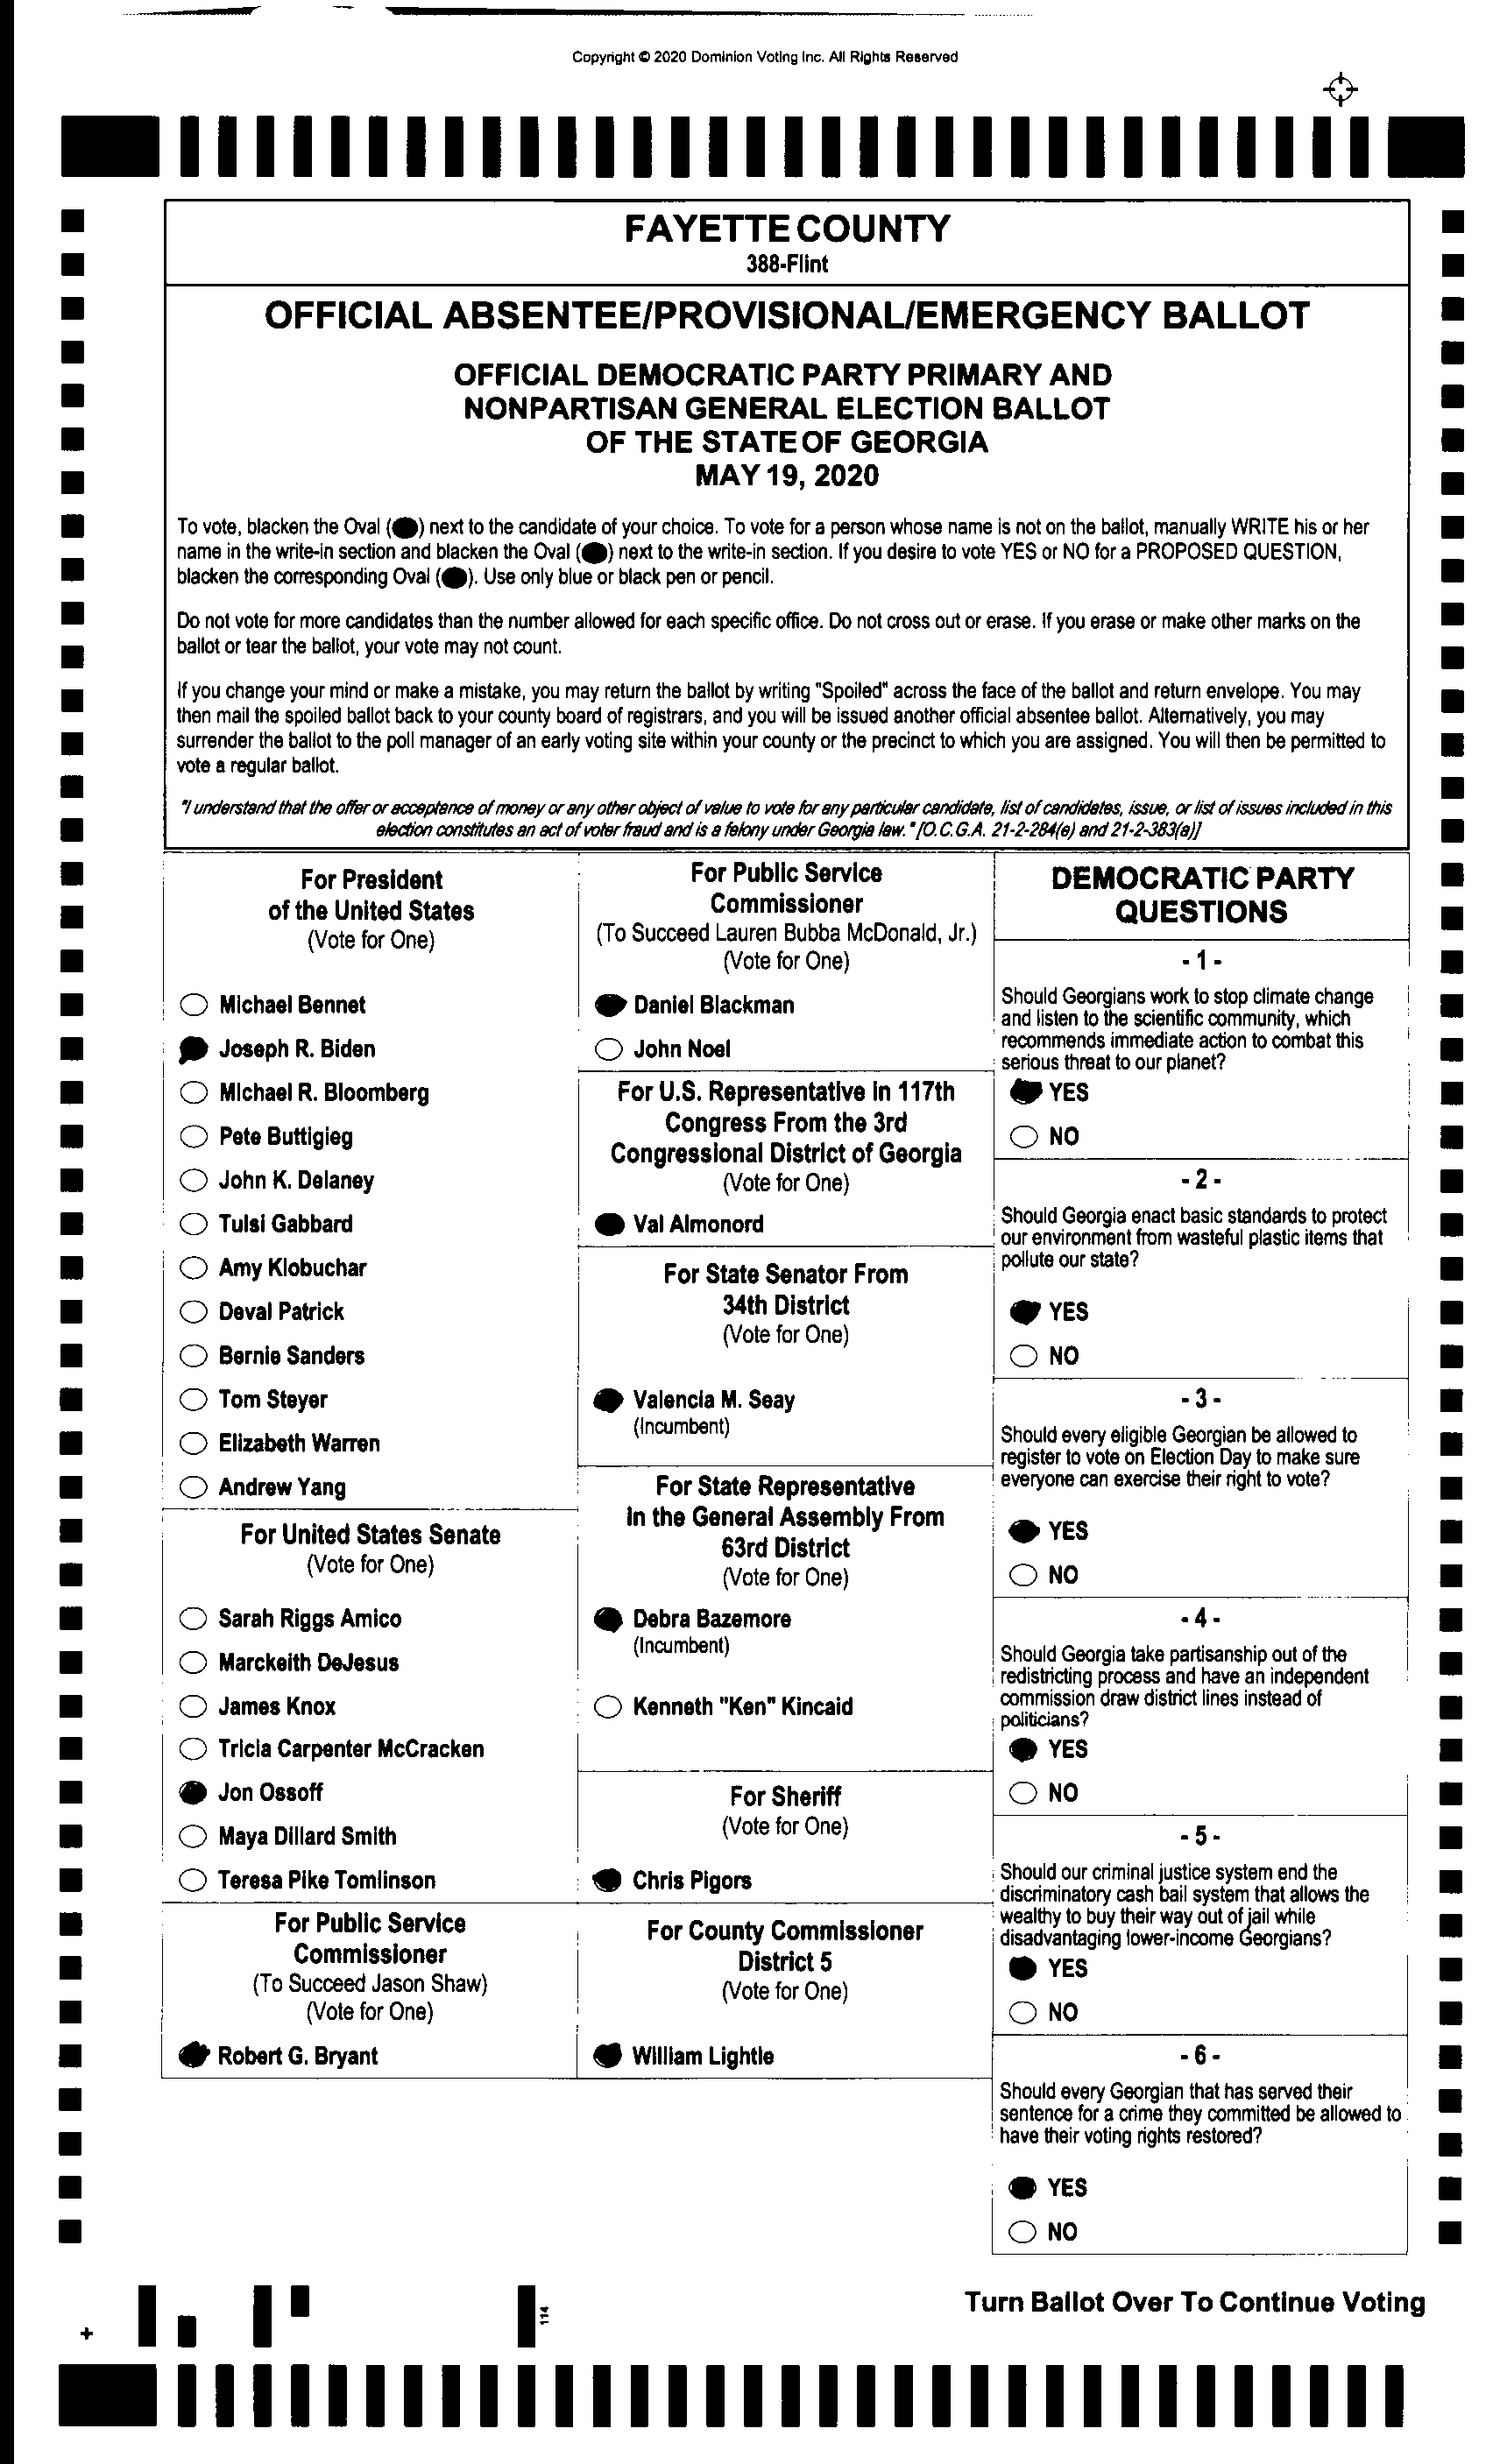 Copyright © 2020 Dominion Voting Inc. All Rights Reserved
FAYETTE COUNTY
388-Flint
OFFICIAL ABSENTEE/PROVISIONAL/EMERGENCY BALLOT
OFFICIAL DEMOCRATIC PARTY PRIMARY AND
NONPARTISAN GENERAL ELECTION BALLOT
OF THE STATE OF GEORGIA
MAY 19, 2020
To vote, blacken the Oval (●) next to the candidate of your choice. To vote for a person whose name is not on the ballot, manually WRITE his or her
name in the write-in section and blacken the Oval (●) next to the write-in section. If you desire to vote YES or NO for a PROPOSED QUESTION,
blacken the corresponding Oval (●). Use only blue or black pen or pencil.
Do not vote for more candidates than the number allowed for each specific office. Do not cross out or erase. If you erase or make other marks on the
ballot or tear the ballot, your vote may not count.
If you change your mind or make a mistake, you may return the ballot by writing "Spoiled" across the face of the ballot and return envelope. You may
then mail the spoiled ballot back to your county board of registrars, and you will be issued another official absentee ballot. Alternatively, you may
surrender the ballot to the poll manager of an early voting site within your county or the precinct to which you are assigned. You will then be permitted to
vote a regular ballot.
"I understand that the offer or acceptance of money or any other object of value to vote for any particular candidate, list of candidates, issue, or list of issues included in this
election constitutes an act of voter fraud and is a felony under Georgia law." [O.C.G.A. 21-2-284(e) and 21-2-383(a)]
For President
of the United States
(Vote for One)
Michael Bennet
Joseph R. Biden
Michael R. Bloomberg
Pete Buttigieg
John K. Delaney
Tulsi Gabbard
Amy Klobuchar
Deval Patrick
Bernie Sanders
Tom Steyer
Elizabeth Warren
Andrew Yang
For United States Senate
(Vote for One)
Sarah Riggs Amico
Marckeith DeJesus
James Knox
Tricia Carpenter McCracken
Jon Ossoff
Maya Dillard Smith
Teresa Pike Tomlinson
For Public Service
Commissioner
(To Succeed Jason Shaw)
(Vote for One)
Robert G. Bryant
For Public Service
Commissioner
(To Succeed Lauren Bubba McDonald, Jr.)
(Vote for One)
Daniel Blackman
John Noel
For U.S. Representative in 117th
Congress From the 3rd
Congressional District of Georgia
(Vote for One)
Val Almonord
For State Senator From
34th District
(Vote for One)
Valencia M. Seay
(Incumbent)
For State Representative
In the General Assembly From
63rd District
(Vote for One)
Debra Bazemore
(Incumbent)
Kenneth "Ken" Kincaid
For Sheriff
(Vote for One)
Chris Pigors
For County Commissioner
District 5
(Vote for One)
William Lightle
DEMOCRATIC PARTY
QUESTIONS
- 1 -
Should Georgians work to stop climate change
and listen to the scientific community, which
recommends immediate action to combat this
serious threat to our planet?
YES
NO
- 2 -
Should Georgia enact basic standards to protect
our environment from wasteful plastic items that
pollute our state?
YES
NO
- 3 -
Should every eligible Georgian be allowed to
register to vote on Election Day to make sure
everyone can exercise their right to vote?
YES
NO
- 4 -
Should Georgia take partisanship out of the
redistricting process and have an independent
commission draw district lines instead of
politicians?
YES
NO
- 5 -
Should our criminal justice system end the
discriminatory cash bail system that allows the
wealthy to buy their way out of jail while
disadvantaging lower-income Georgians?
YES
NO
- 6 -
Should every Georgian that has served their
sentence for a crime they committed be allowed to
have their voting rights restored?
YES
NO
Turn Ballot Over To Continue Voting
114
+